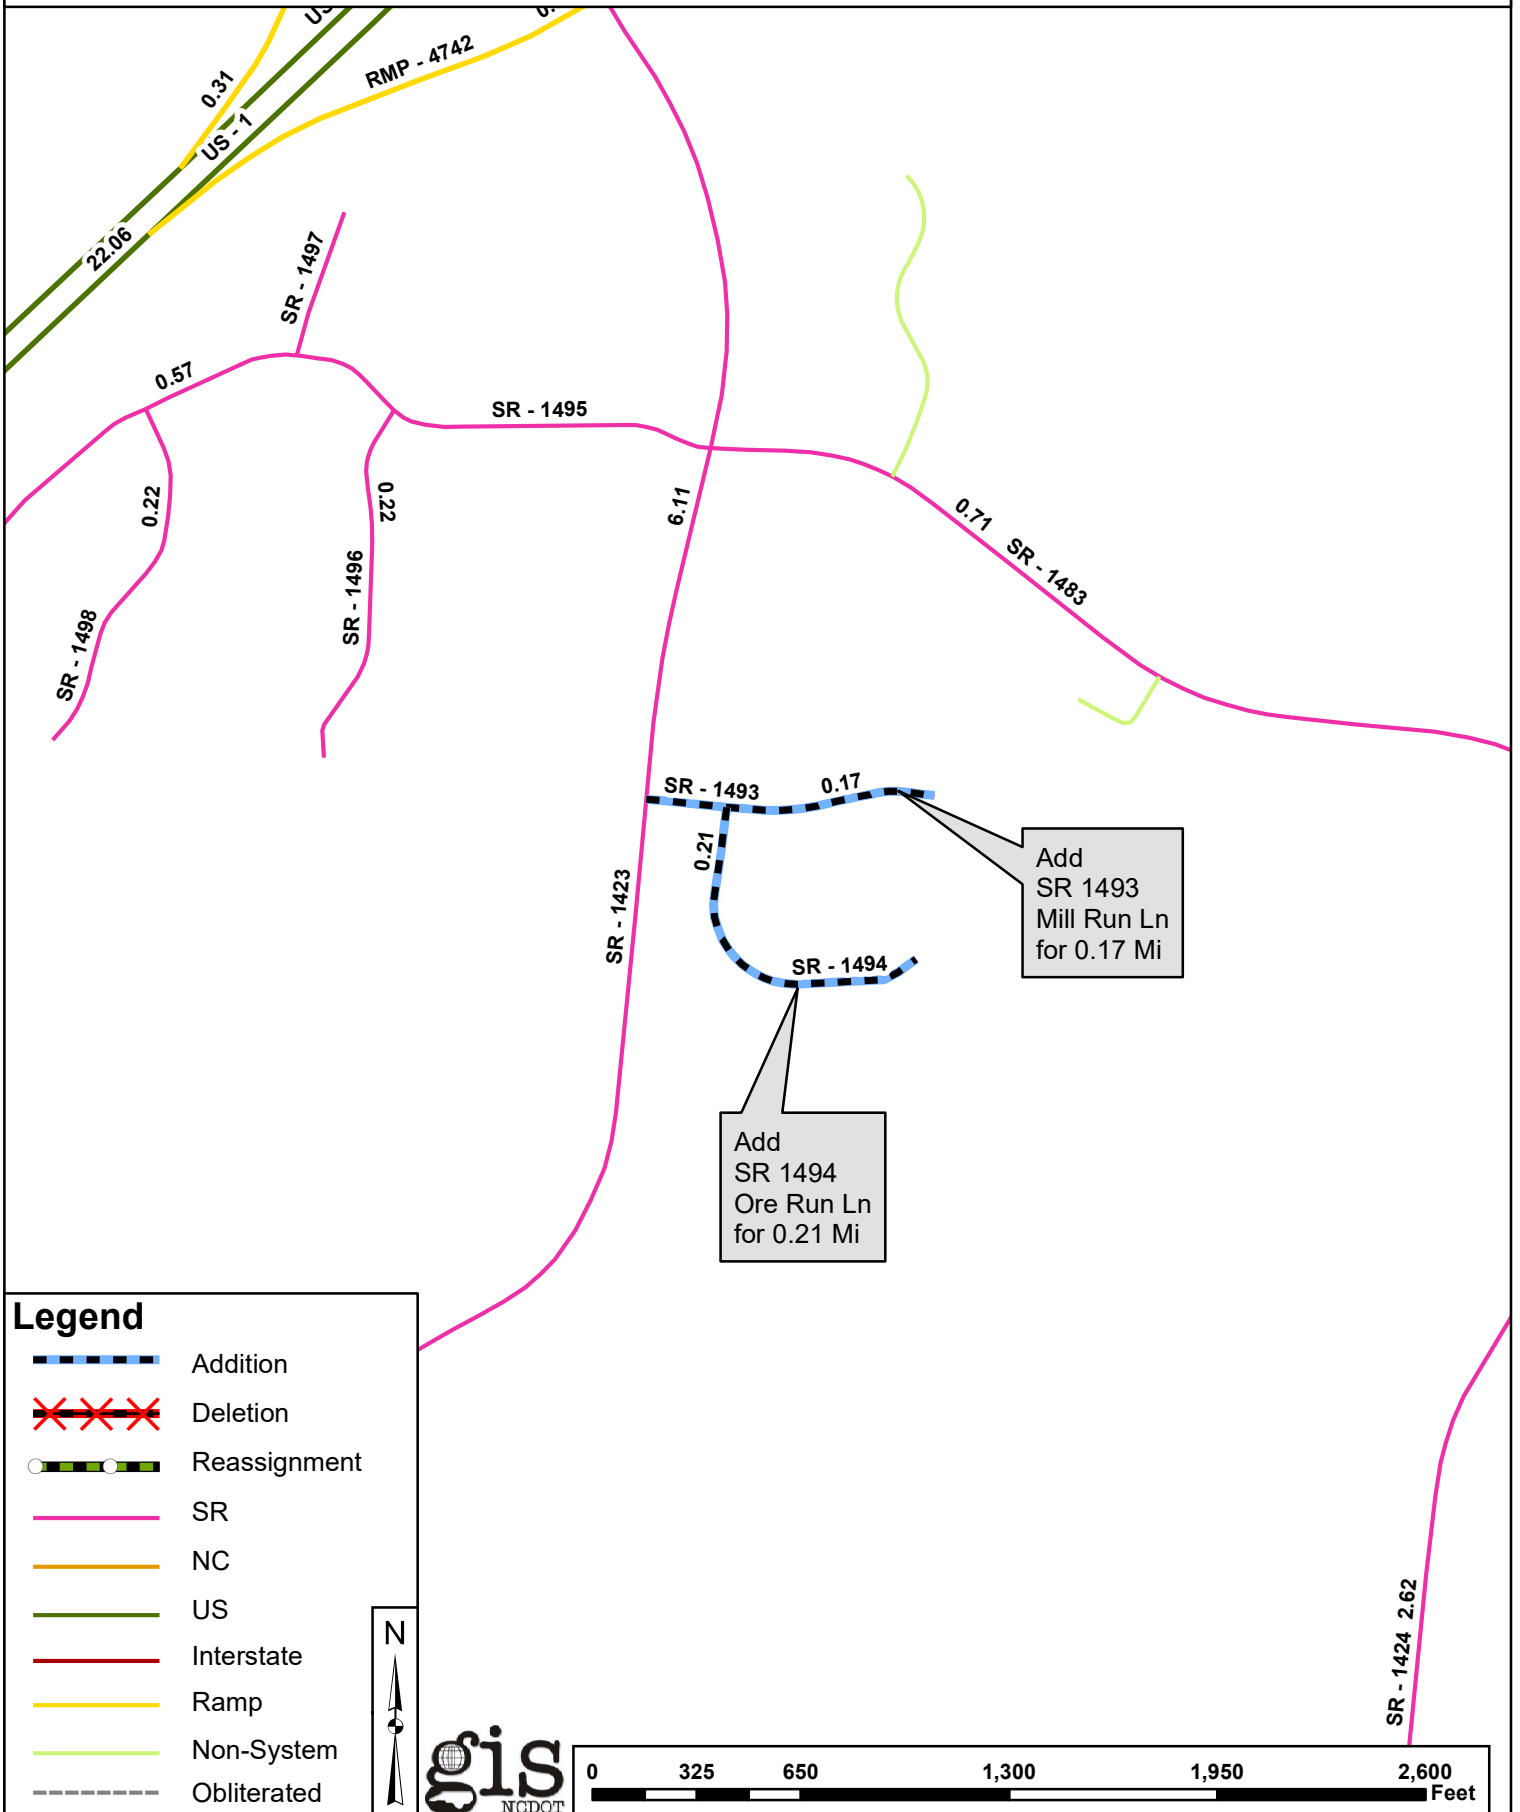 US
0.
RMP - 4742
0.31
US - 1
22.06
SR - 1497
0.57
SR - 1495
0.22
0.22
6.11
0.71
SR - 1483
SR - 1496
SR - 1498
SR - 1493
0.17
0.21
Add
SR 1493
Mill Run Ln
for 0.17 Mi
SR - 1423
SR - 1494
Add
SR 1494
Ore Run Ln
for 0.21 Mi
Legend
Addition
Deletion
Reassignment
SR
NC
US
Interstate
Ramp
Non-System
Obliterated
N
gis
NCDOT
SR - 1424 2.62
0 325 650 1,300 1,950 2,600
Feet